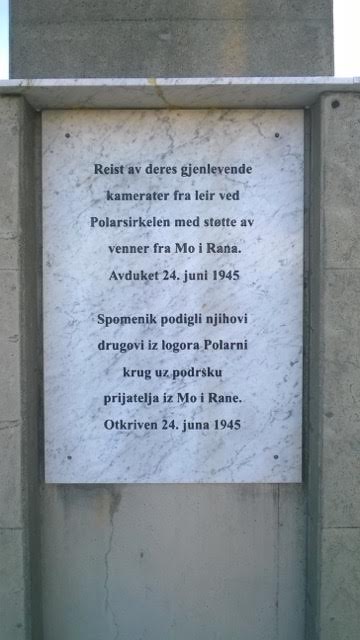 Reist av deres gjenlevende
kamerater fra leir ved
Polarsirkelen med støtte av
venner fra Mo i Rana.
Avduket 24. juni 1945
Spomenik podigli njihovi
drugovi iz logora Polarni
krug uz podršku
prijatelja iz Mo i Rane.
Otkriven 24. juna 1945